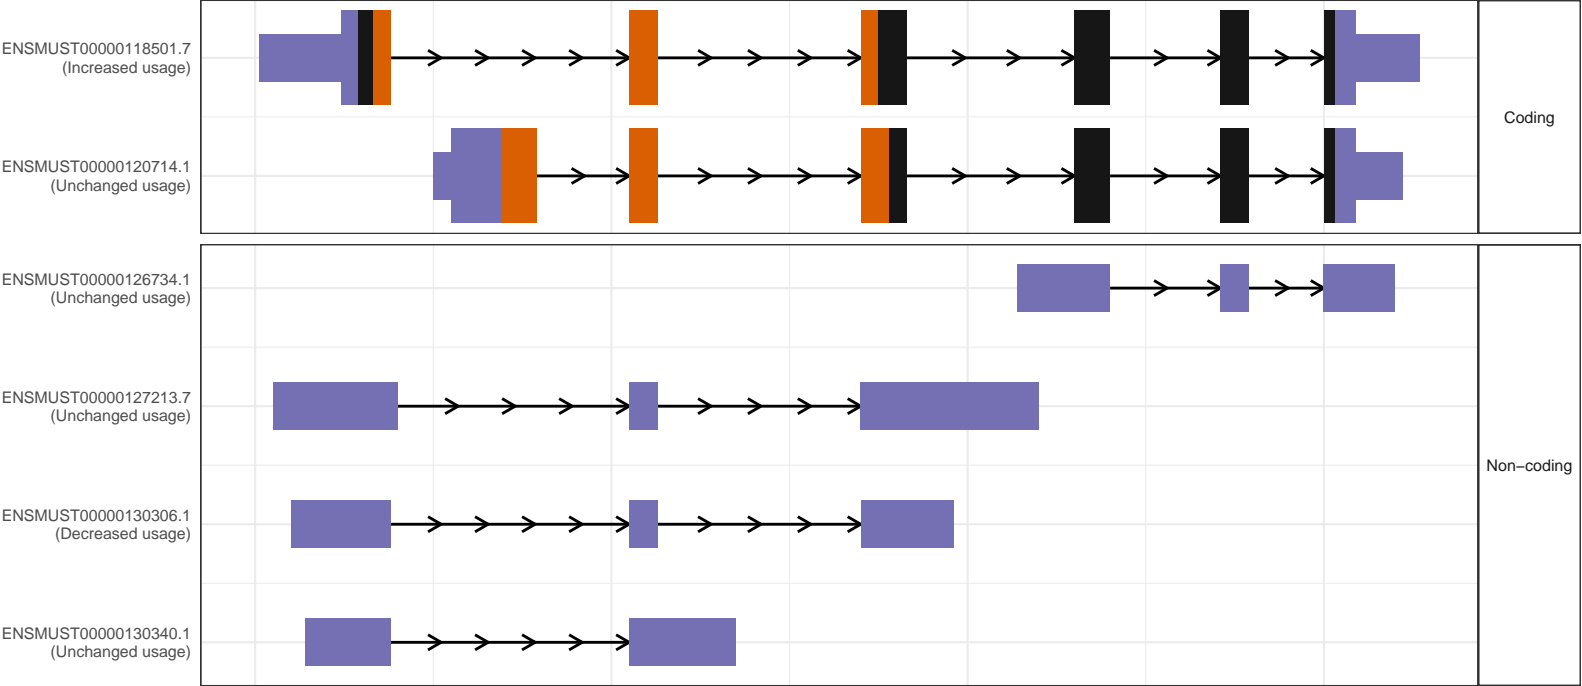 ENSMUST00000118501.7
(Increased usage)
ENSMUST00000120714.1
(Unchanged usage)
Coding
ENSMUST00000126734.1
(Unchanged usage)
ENSMUST00000127213.7
(Unchanged usage)
ENSMUST00000130306.1
(Decreased usage)
ENSMUST00000130340.1
(Unchanged usage)
Non−coding